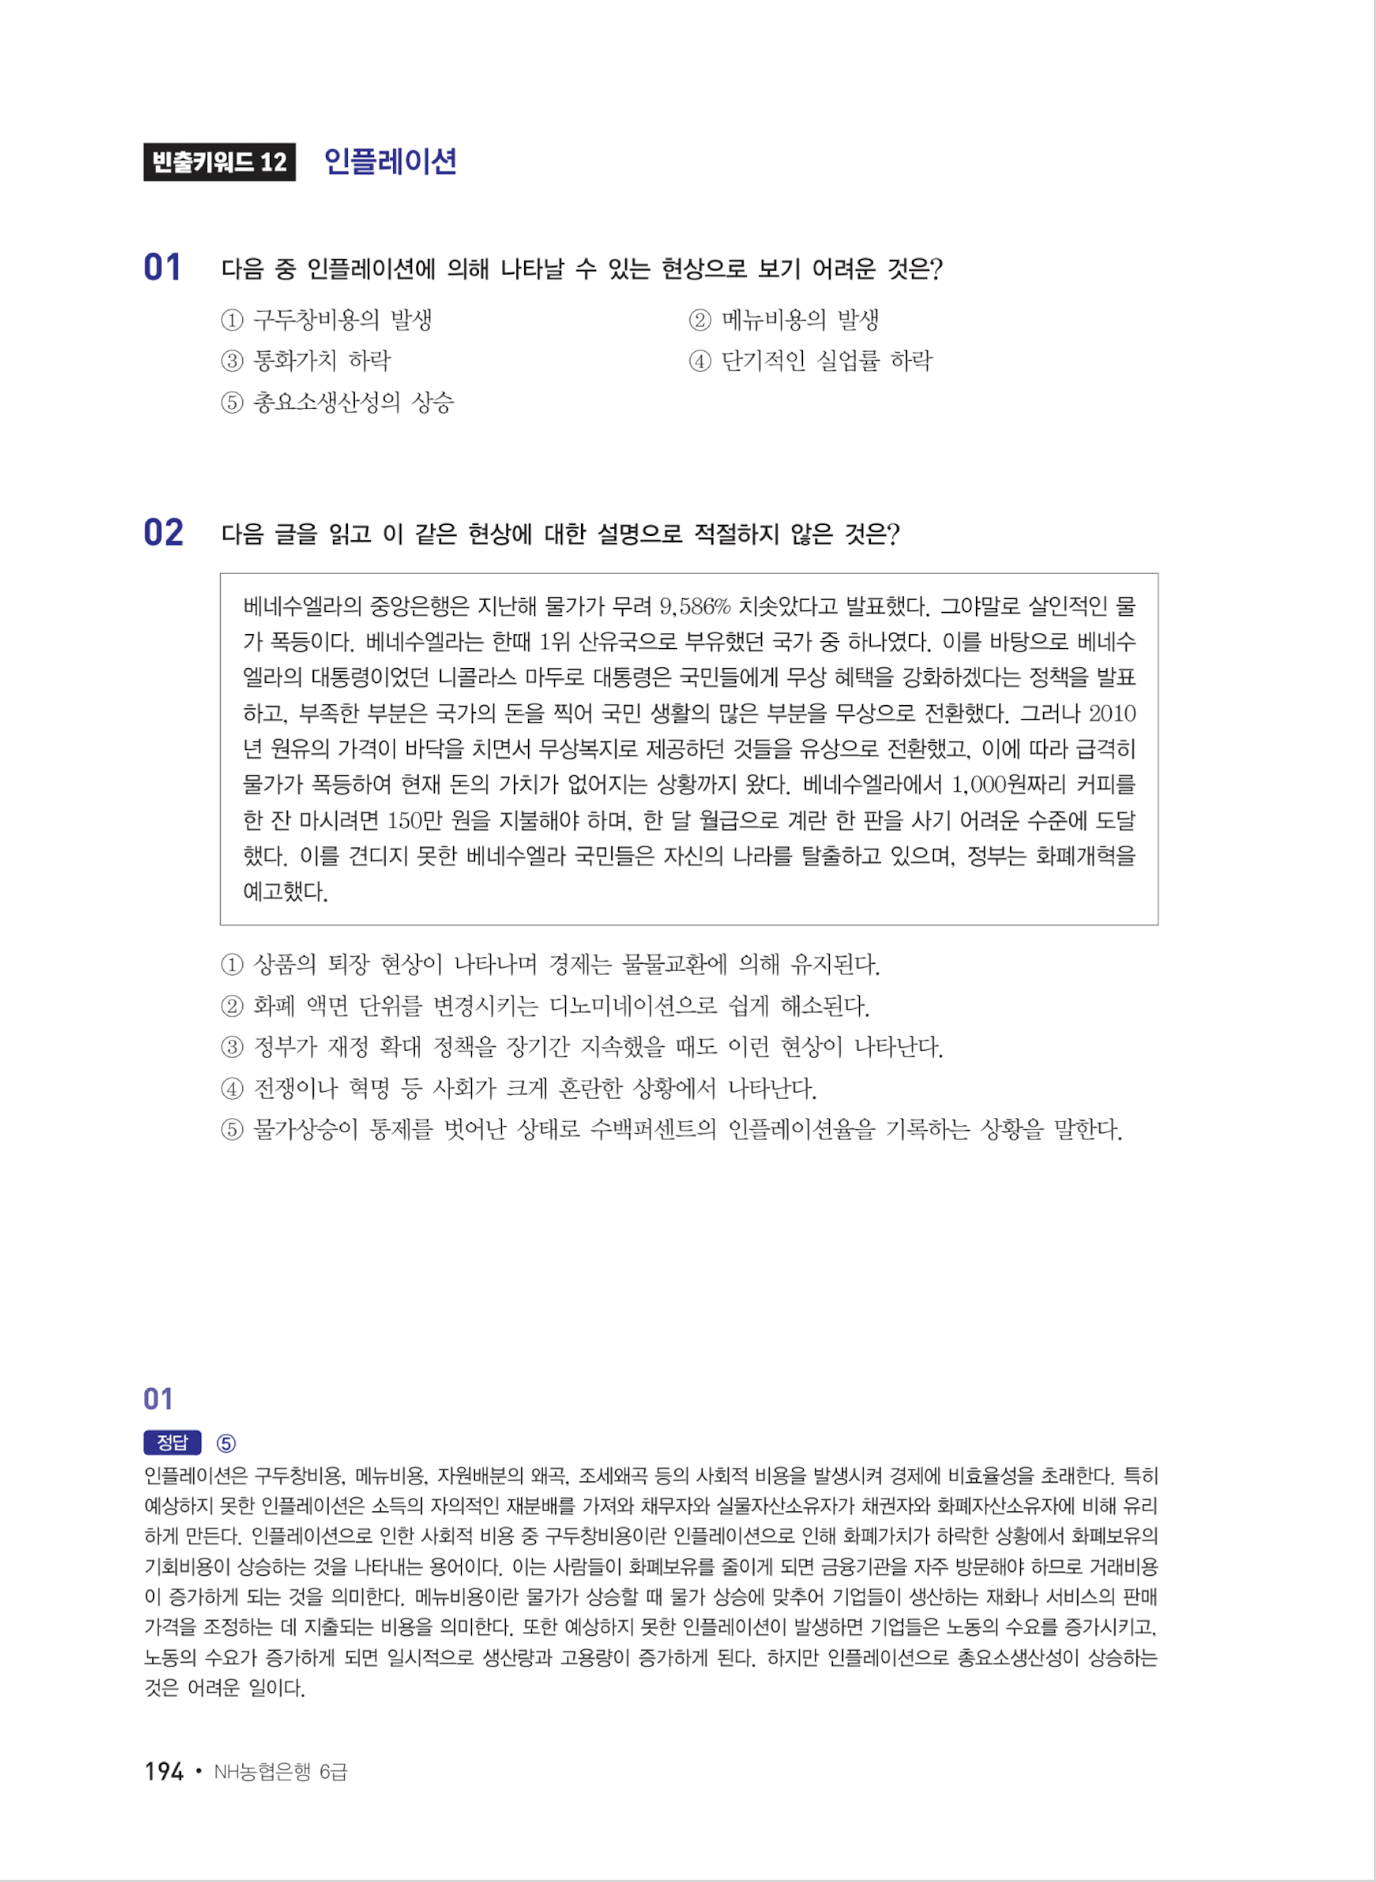 빈출키워드 12 인플레이션
01 다음 중 인플레이션에 의해 나타날 수 있는 현상으로 보기 어려운 것은?
① 구두창비용의 발생 ② 메뉴비용의 발생
③ 통화가치 하락 ④ 단기적인 실업률 하락
⑤ 총요소생산성의 상승
02 다음 글을 읽고 이 같은 현상에 대한 설명으로 적절하지 않은 것은?
베네수엘라의 중앙은행은 지난해 물가가 무려 9,586% 치솟았다고 발표했다. 그야말로 살인적인 물
가 폭등이다. 베네수엘라는 한때 1위 산유국으로 부유했던 국가 중 하나였다. 이를 바탕으로 베네수
엘라의 대통령이었던 니콜라스 마두로 대통령은 국민들에게 무상 혜택을 강화하겠다는 정책을 발표
하고, 부족한 부분은 국가의 돈을 찍어 국민 생활의 많은 부분을 무상으로 전환했다. 그러나 2010
년 원유의 가격이 바닥을 치면서 무상복지로 제공하던 것들을 유상으로 전환했고, 이에 따라 급격히
물가가 폭등하여 현재 돈의 가치가 없어지는 상황까지 왔다. 베네수엘라에서 1,000원짜리 커피를
한 잔 마시려면 150만 원을 지불해야 하며, 한 달 월급으로 계란 한 판을 사기 어려운 수준에 도달
했다. 이를 견디지 못한 베네수엘라 국민들은 자신의 나라를 탈출하고 있으며, 정부는 화폐개혁을
예고했다.
① 상품의 퇴장 현상이 나타나며 경제는 물물교환에 의해 유지된다.
② 화폐 액면 단위를 변경시키는 디노미네이션으로 쉽게 해소된다.
③ 정부가 재정 확대 정책을 장기간 지속했을 때도 이런 현상이 나타난다.
④ 전쟁이나 혁명 등 사회가 크게 혼란한 상황에서 나타난다.
⑤ 물가상승이 통제를 벗어난 상태로 수백퍼센트의 인플레이션율을 기록하는 상황을 말한다.
01
정답 ⑤
인플레이션은 구두창비용, 메뉴비용, 자원배분의 왜곡, 조세왜곡 등의 사회적 비용을 발생시켜 경제에 비효율성을 초래한다. 특히
예상하지 못한 인플레이션은 소득의 자의적인 재분배를 가져와 채무자와 실물자산소유자가 채권자와 화폐자산소유자에 비해 유리
하게 만든다. 인플레이션으로 인한 사회적 비용 중 구두창비용이란 인플레이션으로 인해 화폐가치가 하락한 상황에서 화폐보유의
기회비용이 상승하는 것을 나타내는 용어이다. 이는 사람들이 화폐보유를 줄이게 되면 금융기관을 자주 방문해야 하므로 거래비용
이 증가하게 되는 것을 의미한다. 메뉴비용이란 물가가 상승할 때 물가 상승에 맞추어 기업들이 생산하는 재화나 서비스의 판매
가격을 조정하는 데 지출되는 비용을 의미한다. 또한 예상하지 못한 인플레이션이 발생하면 기업들은 노동의 수요를 증가시키고,
노동의 수요가 증가하게 되면 일시적으로 생산량과 고용량이 증가하게 된다. 하지만 인플레이션으로 총요소생산성이 상승하는
것은 어려운 일이다.
194 • NH농협은행 6급